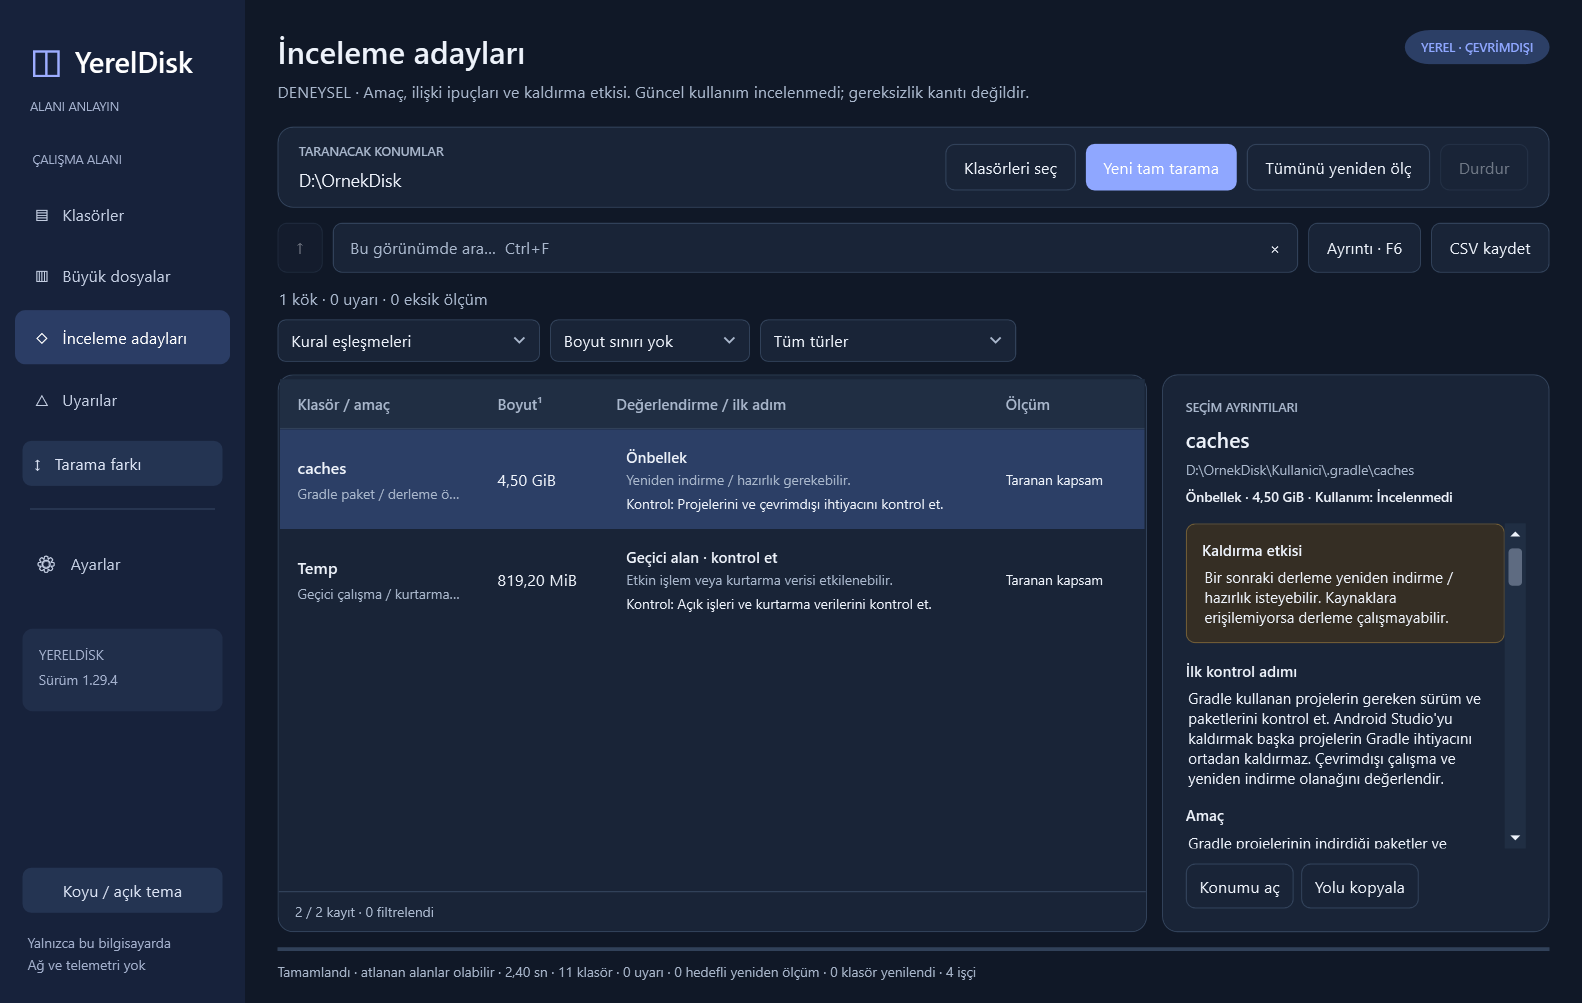 YerelDisk
ALANI ANLAYIN
ÇALIŞMA ALANI
Klasörler
Büyük dosyalar
İnceleme adayları
Uyarılar
Tarama farkı
Ayarlar
YERELDİSK
Sürüm 1.29.4
Koyu / açık tema
Yalnızca bu bilgisayarda
Ağ ve telemetri yok
İnceleme adayları
YEREL · ÇEVRİMDIŞI
DENEYSEL · Amaç, ilişki ipuçları ve kaldırma etkisi. Güncel kullanım incelenmedi; gereksizlik kanıtı değildir.
TARANACAK KONUMLAR
D:\OrnekDisk
Klasörleri seç
Yeni tam tarama
Tümünü yeniden ölç
Durdur
↑
Bu görünümde ara... Ctrl+F
×
Ayrıntı · F6
CSV kaydet
1 kök · 0 uyarı · 0 eksik ölçüm
Kural eşleşmeleri
Boyut sınırı yok
Tüm türler
Klasör / amaç
Boyut¹
Değerlendirme / ilk adım
Ölçüm
caches
Gradle paket / derleme ö...
4,50 GiB
Önbellek
Yeniden indirme / hazırlık gerekebilir.
Kontrol: Projelerini ve çevrimdışı ihtiyacını kontrol et.
Taranan kapsam
Temp
Geçici çalışma / kurtarma...
819,20 MiB
Geçici alan · kontrol et
Etkin işlem veya kurtarma verisi etkilenebilir.
Kontrol: Açık işleri ve kurtarma verilerini kontrol et.
Taranan kapsam
2 / 2 kayıt · 0 filtrelendi
SEÇİM AYRINTILARI
caches
D:\OrnekDisk\Kullanici\.gradle\caches
Önbellek · 4,50 GiB · Kullanım: İncelenmedi
Kaldırma etkisi
Bir sonraki derleme yeniden indirme /
hazırlık isteyebilir. Kaynaklara
erişilemiyorsa derleme çalışmayabilir.
İlk kontrol adımı
Gradle kullanan projelerin gereken sürüm ve
paketlerini kontrol et. Android Studio'yu
kaldırmak başka projelerin Gradle ihtiyacını
ortadan kaldırmaz. Çevrimdışı çalışma ve
yeniden indirme olanağını değerlendir.
Amaç
Gradle projelerinin indirdiği paketler ve
Konumu aç
Yolu kopyala
Tamamlandı · atlanan alanlar olabilir · 2,40 sn · 11 klasör · 0 uyarı · 0 hedefli yeniden ölçüm · 0 klasör yenilendi · 4 işçi